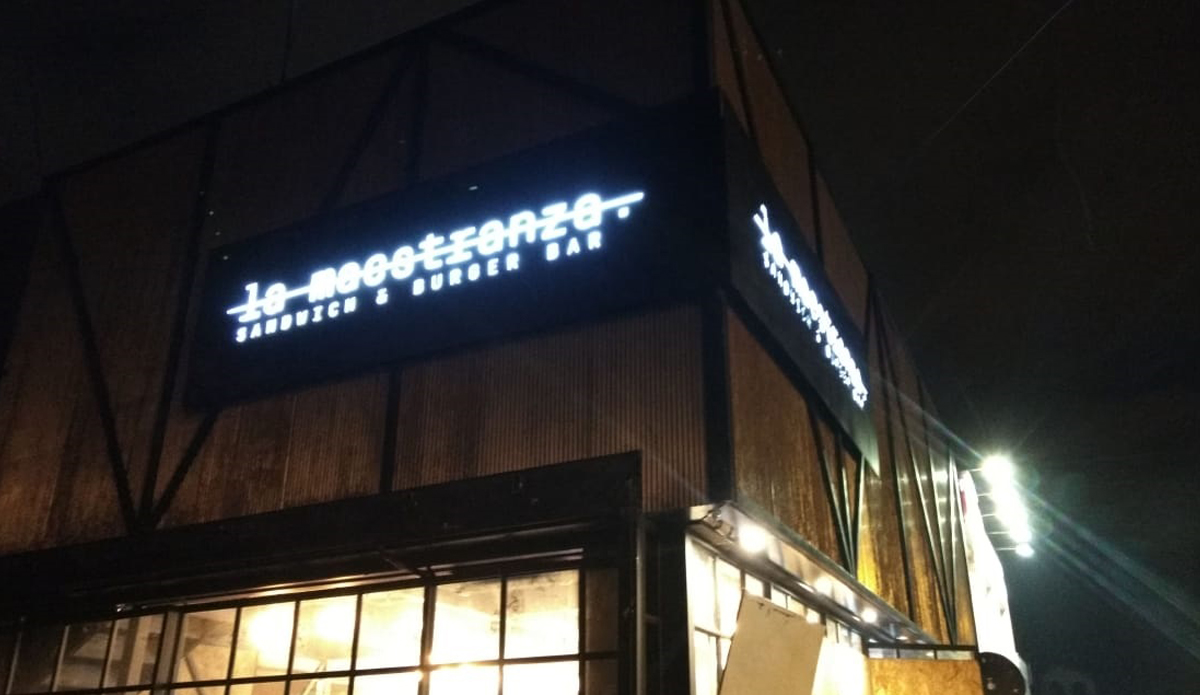 la maestranza.
SANDWICH & BURGER BAR